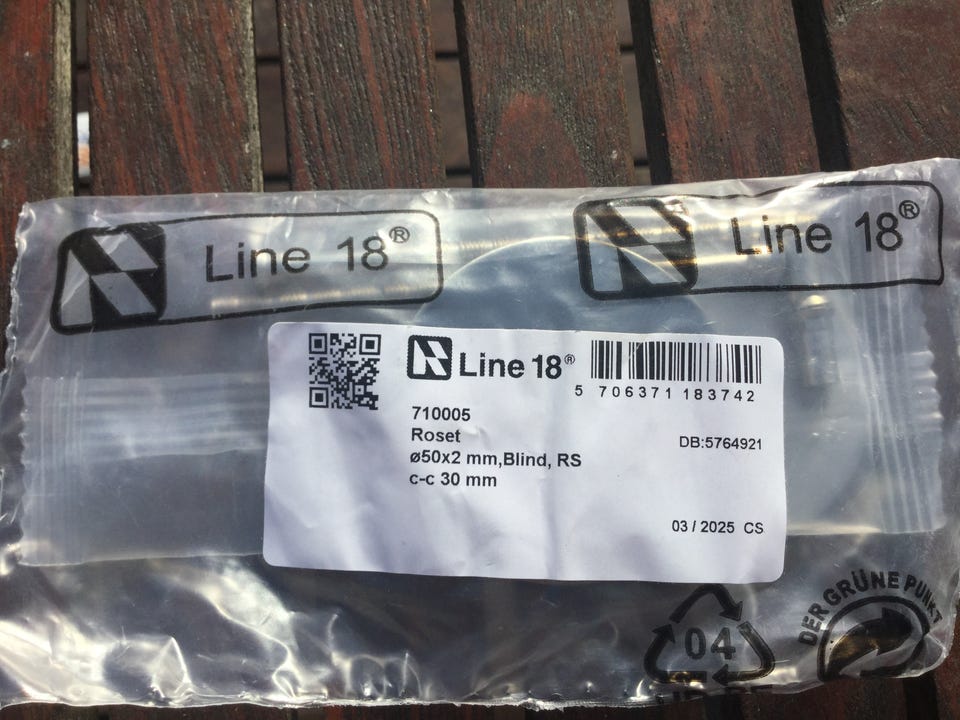 Line 18®
Line 18®
Line 18®
5 706371 183742
710005
Roset
ø50x2 mm,Blind, RS
c-c 30 mm
DB:5764921
03 / 2025 CS
04
DER GRÜNE PUNKT